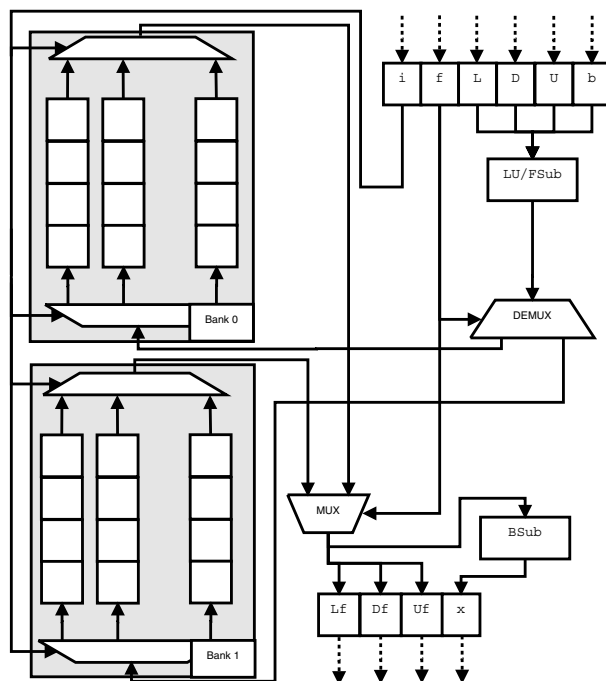 i f L D U b
LU/FSub
Bank 0
DEMUX
MUX
BSub
Lf Df Uf x
Bank 1